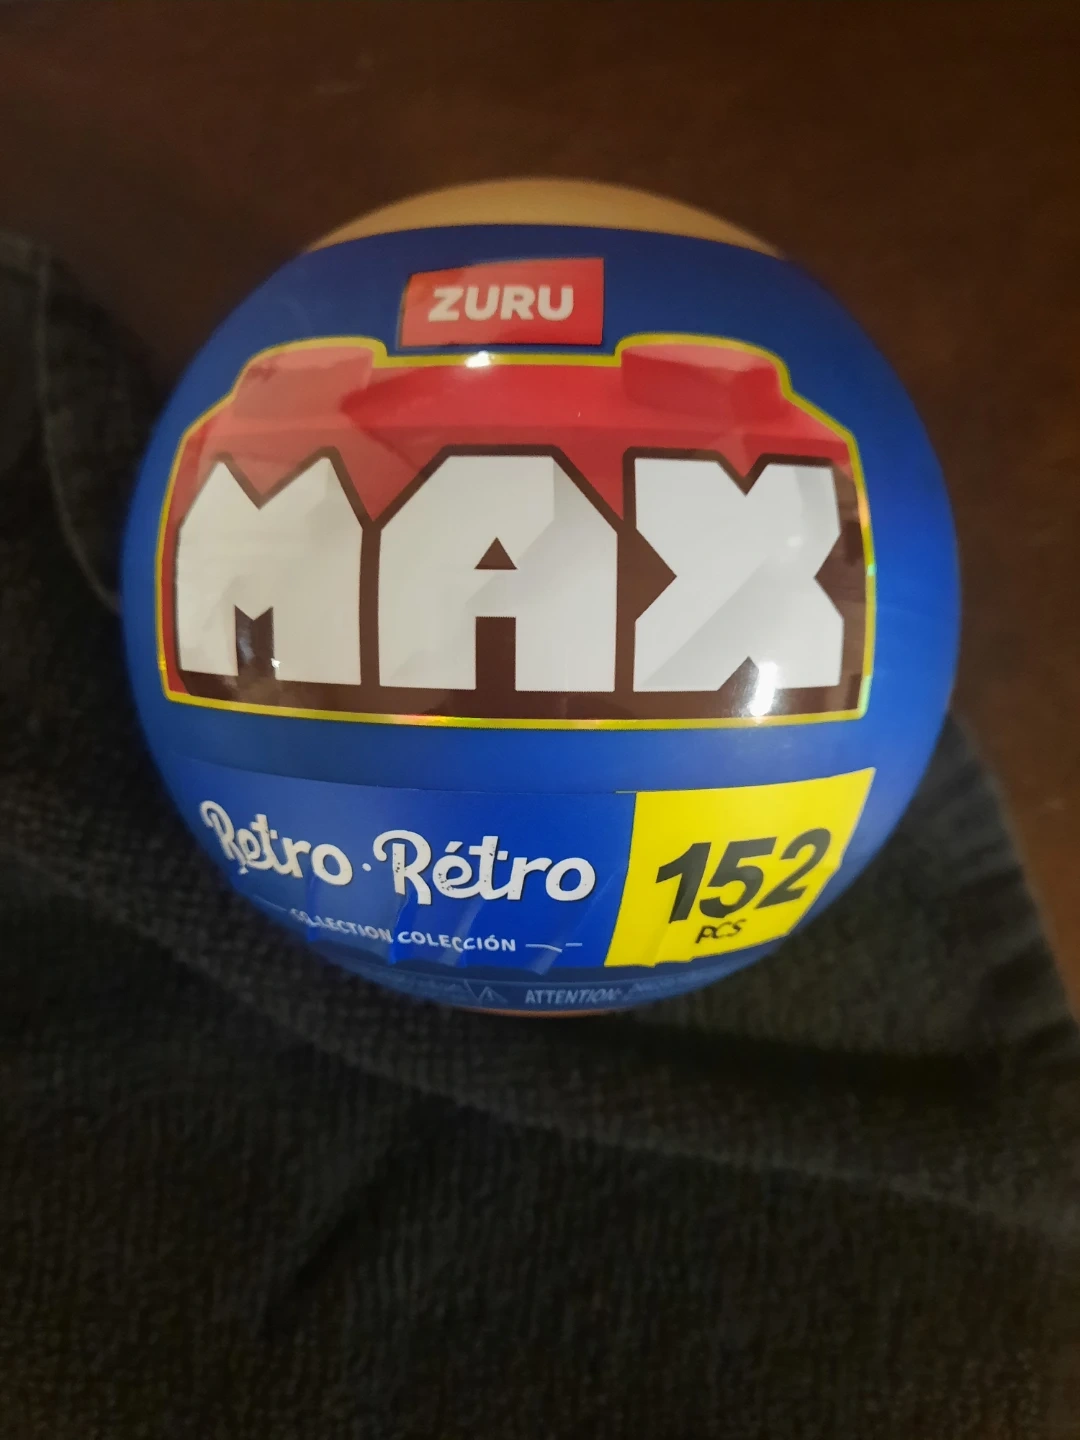 ZURU
MAX
Retro · Rétro
COLLECTION COLECCIÓN
152
PCS
ATTENTION: